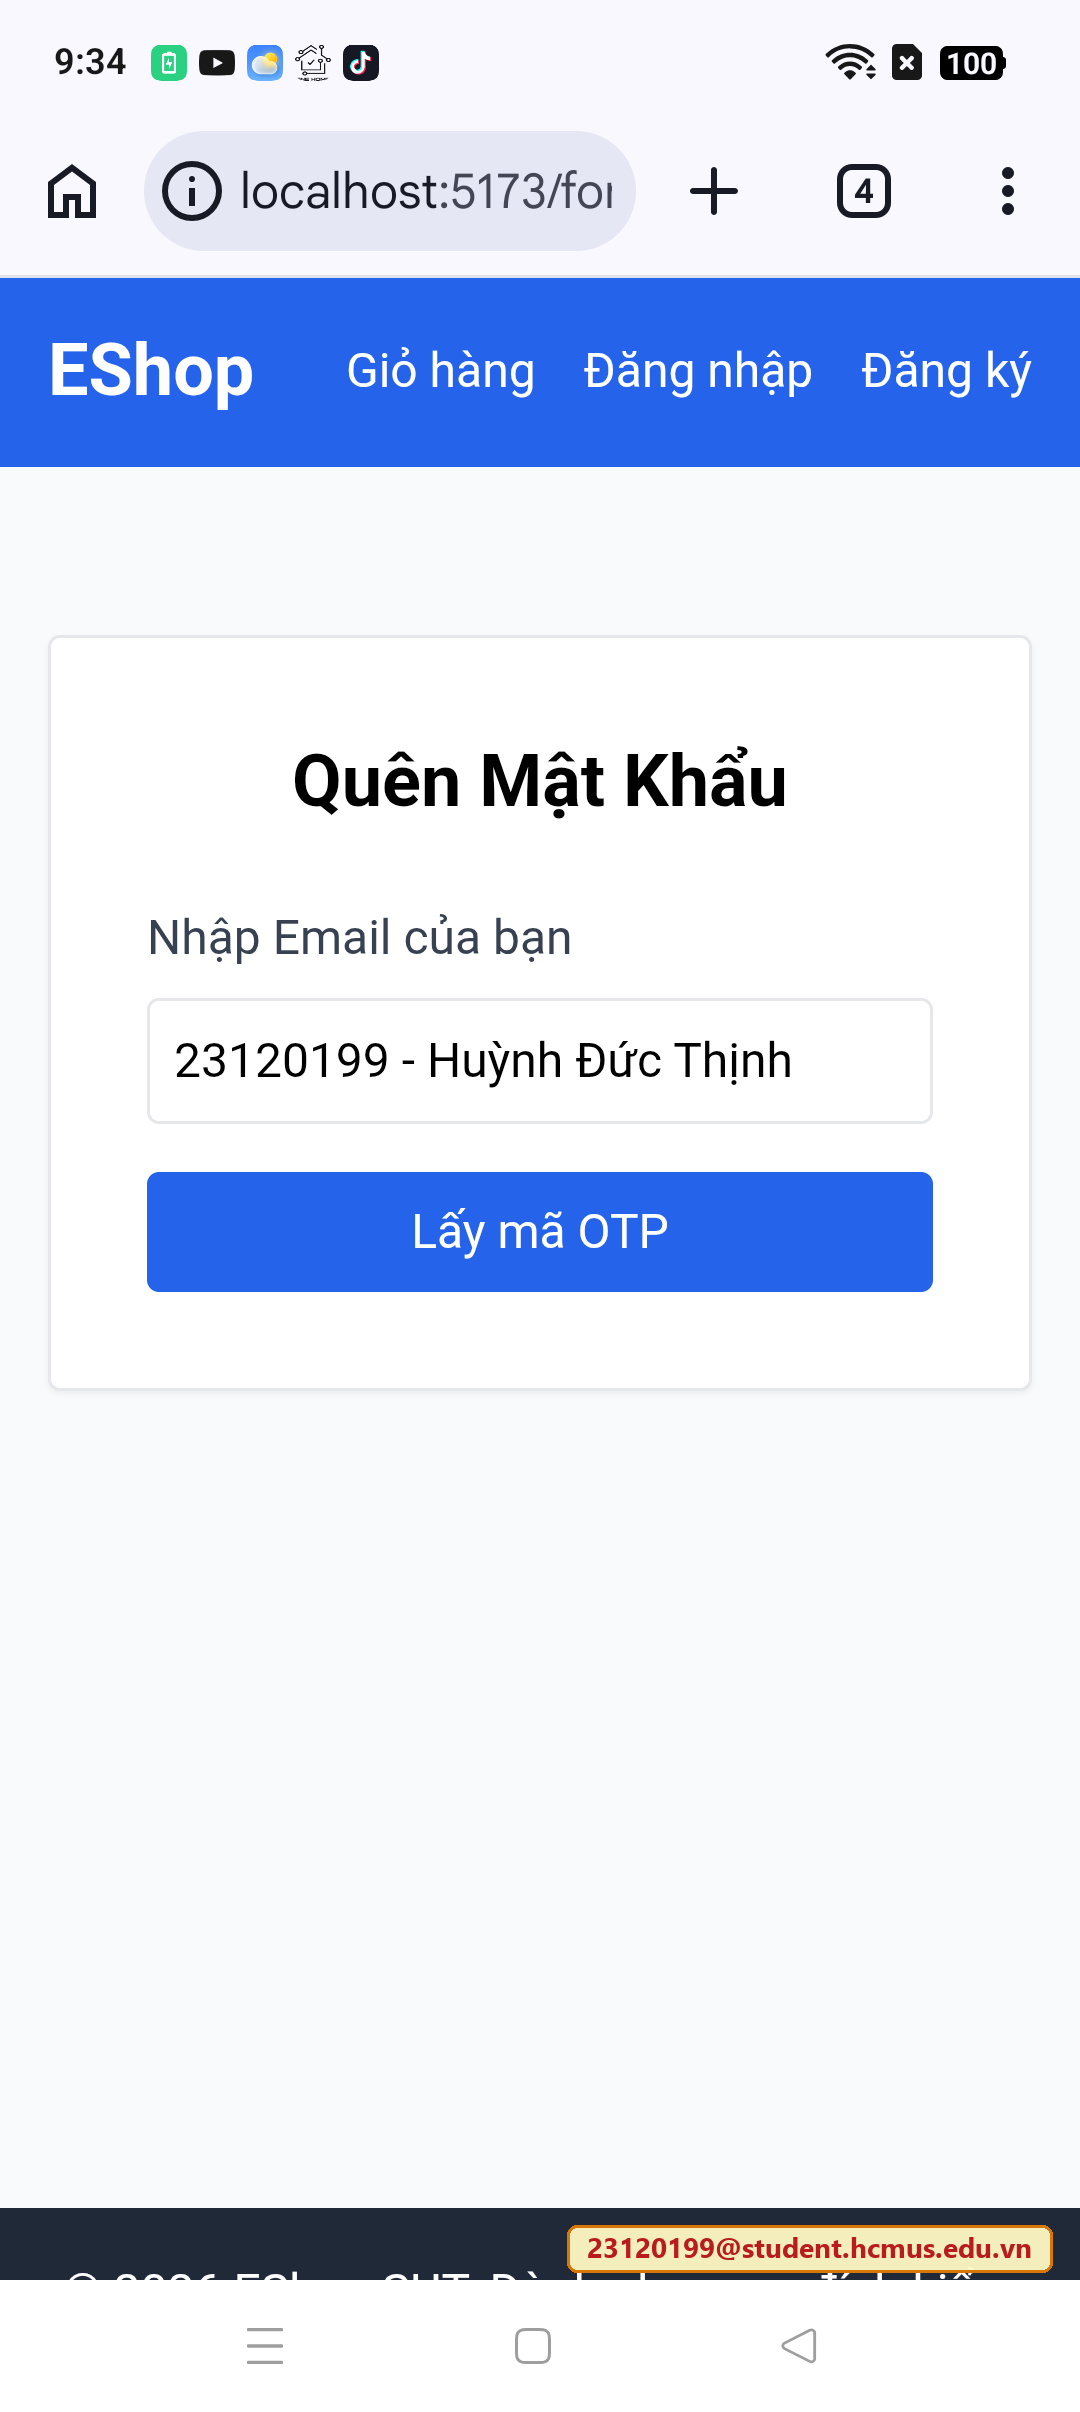 9:34
100
localhost:5173/for
4
EShop
Giỏ hàng
Đăng nhập
Đăng ký
Quên Mật Khẩu
Nhập Email của bạn
23120199 - Huỳnh Đức Thịnh
Lấy mã OTP
23120199@student.hcmus.edu.vn